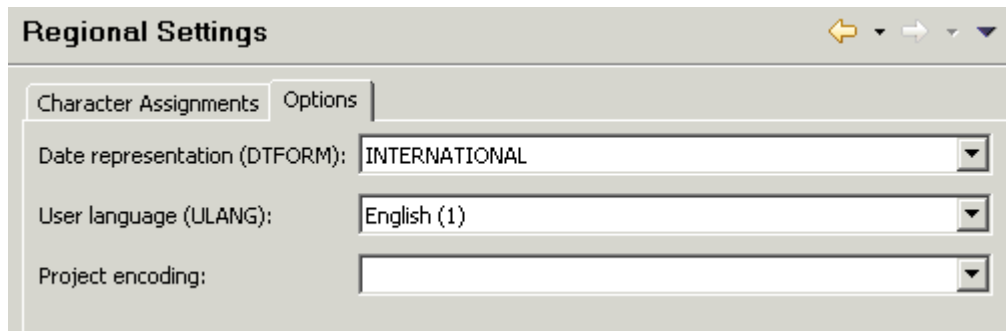 Regional Settings
Character Assignments Options
Date representation (DTFORM): INTERNATIONAL
User language (ULANG): English (1)
Project encoding: